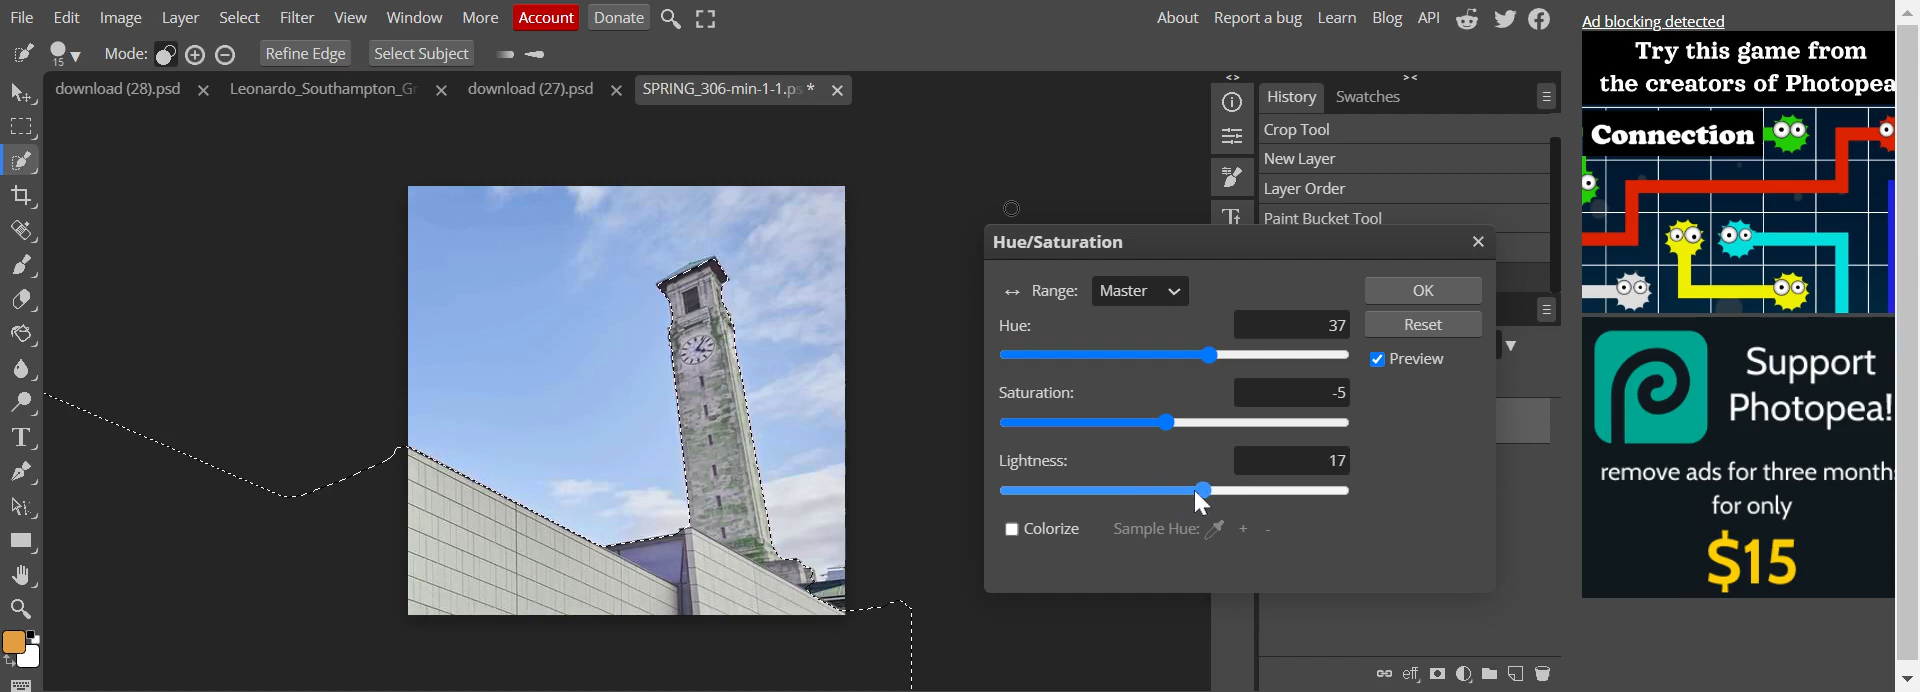 File Edit Image Layer Select Filter View Window More Account Donate
About Report a bug Learn Blog API
15 Mode: Refine Edge Select Subject
download (28).psd Leonardo_Southampton_Gr download (27).psd SPRING_306-min-1-1.ps *
History Swatches
Crop Tool
New Layer
Layer Order
Paint Bucket Tool
Hue/Saturation
Range: Master OK
Hue: 37 Reset
Preview
Saturation: -5
Lightness: 17
Colorize Sample Hue: + -
eff
Ad blocking detected
Try this game from
the creators of Photopea
Connection
Support
Photopea!
remove ads for three months
for only
$15